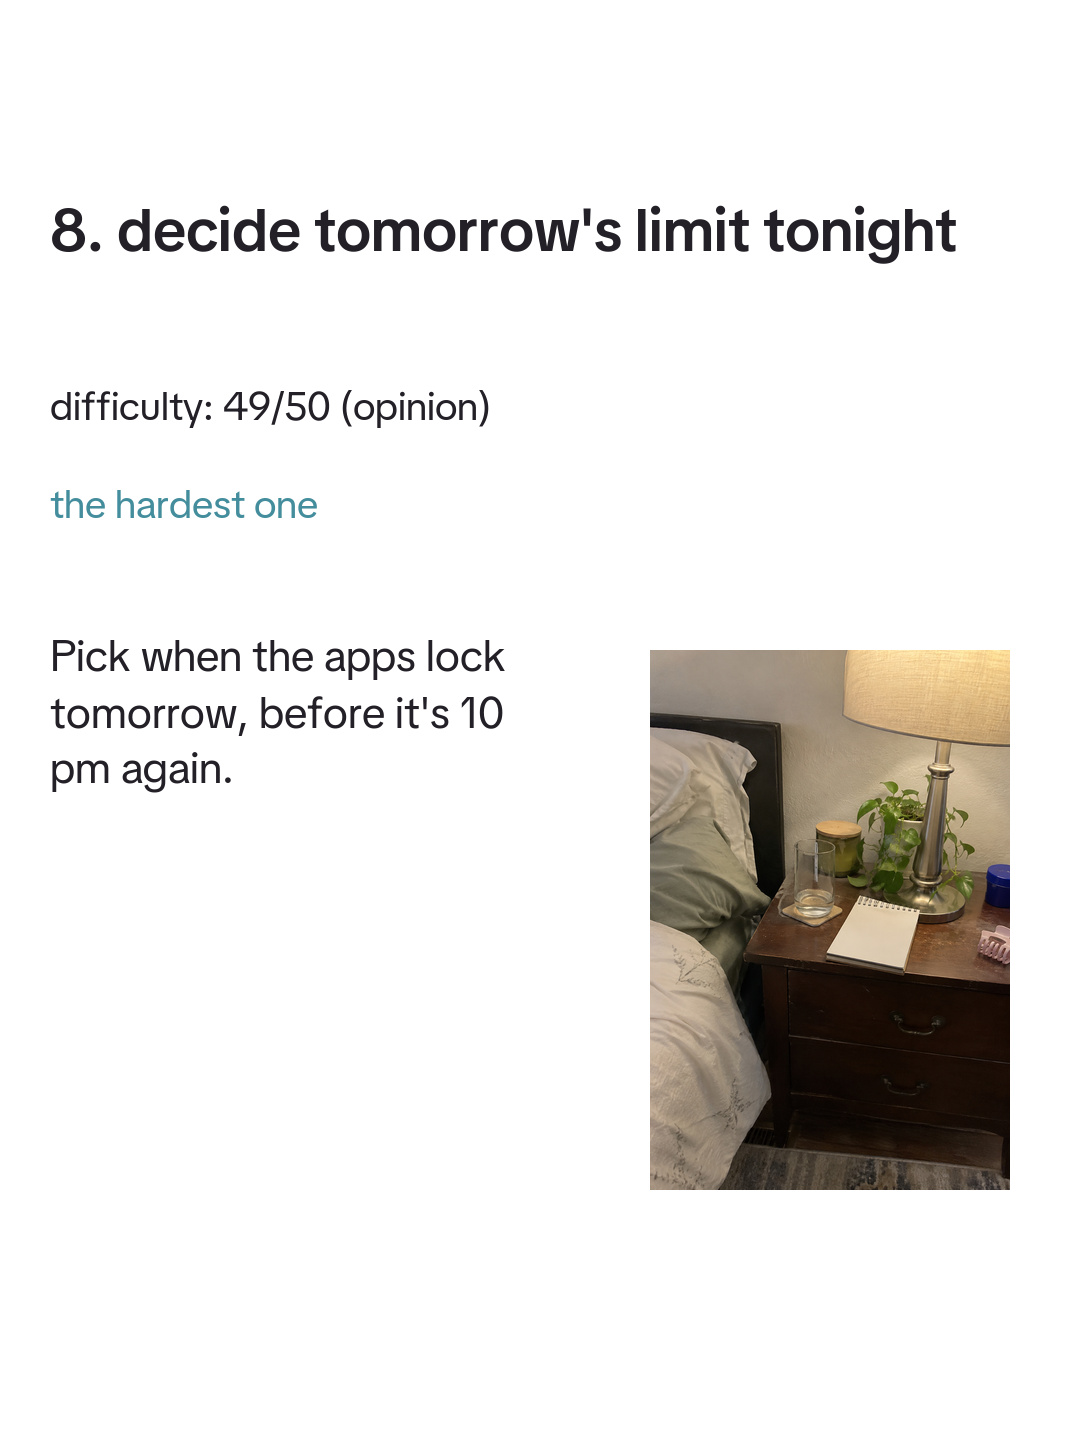 8. decide tomorrow's limit tonight
difficulty: 49/50 (opinion)
the hardest one
Pick when the apps lock
tomorrow, before it's 10
pm again.